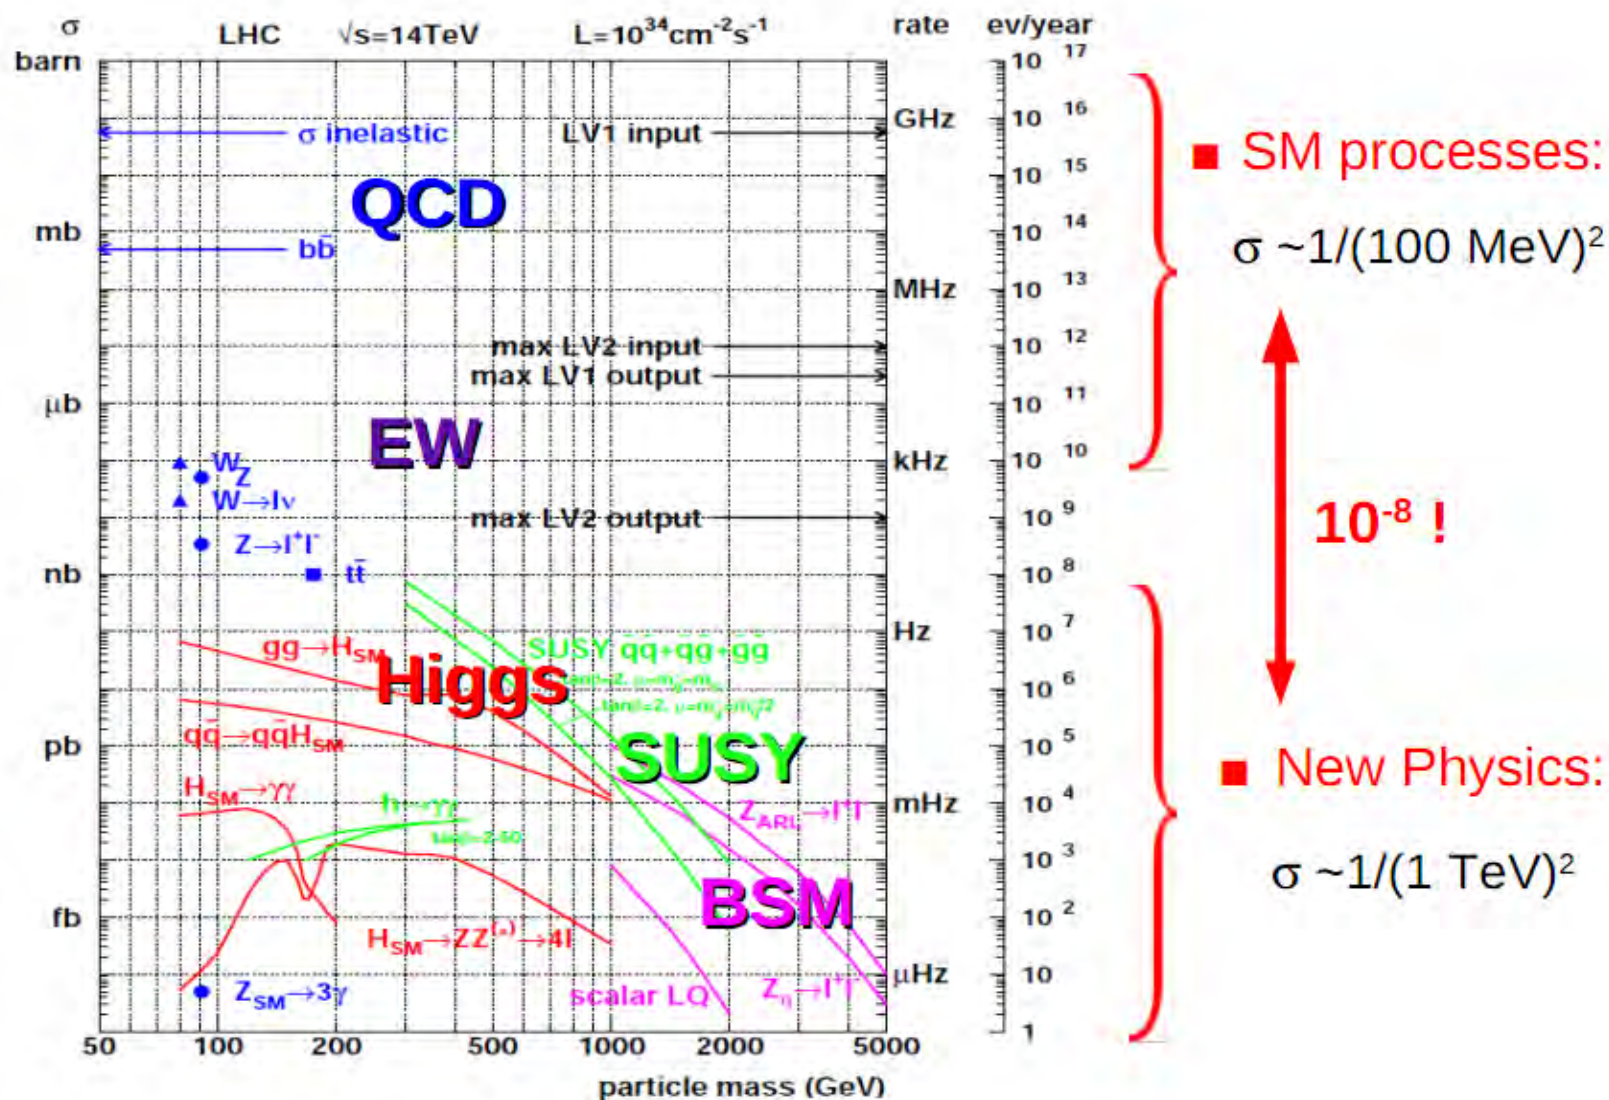 σ LHC √s=14TeV L=10³⁴cm⁻²s⁻¹ rate ev/year
barn
mb
μb
nb
pb
fb
σ inelastic
LV1 input
QCD
bb̄
max LV2 input
max LV1 output
EW
W
Z
W→lν
max LV2 output
Z→l⁺l⁻
tt̄
gg→H_SM
Higgs
SUSY q̃q̃+q̃g̃+g̃g̃
qq̄→qq̄H_SM
SUSY
H_SM→γγ
h→γγ
tanβ=2-50
Z_ARL→l⁺l⁻
BSM
H_SM→ZZ⁽*⁾→4l
Z_SM→3γ
scalar LQ
Z_η→l⁺l⁻
GHz
MHz
kHz
Hz
mHz
μHz
10¹⁷
10¹⁶
10¹⁵
10¹⁴
10¹³
10¹²
10¹¹
10¹⁰
10⁹
10⁸
10⁷
10⁶
10⁵
10⁴
10³
10²
10
1
50 100 200 500 1000 2000 5000
particle mass (GeV)
■ SM processes:
σ ~1/(100 MeV)²
10⁻⁸ !
■ New Physics:
σ ~1/(1 TeV)²